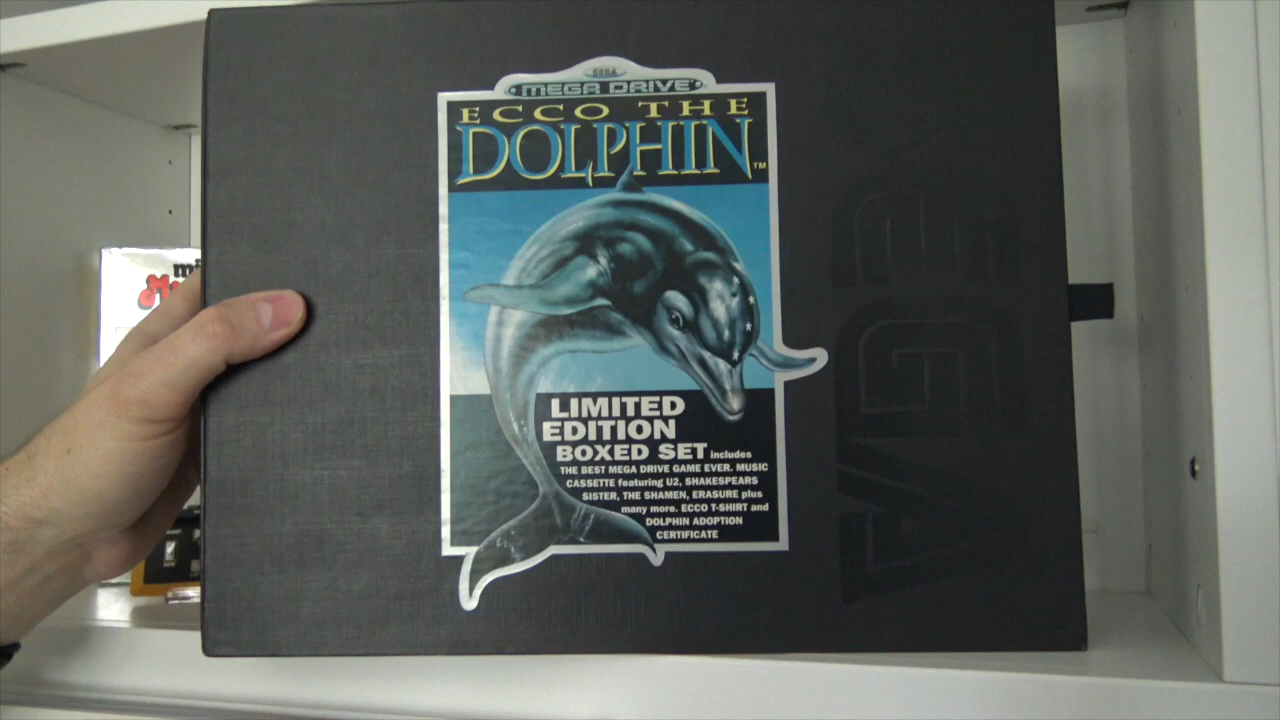 SEGA
MEGA DRIVE
ECCO THE
DOLPHIN™
LIMITED
EDITION
BOXED SET includes
THE BEST MEGA DRIVE GAME EVER. MUSIC
CASSETTE featuring U2, SHAKESPEARS
SISTER, THE SHAMEN, ERASURE plus
many more. ECCO T-SHIRT and
DOLPHIN ADOPTION
CERTIFICATE
SEGA